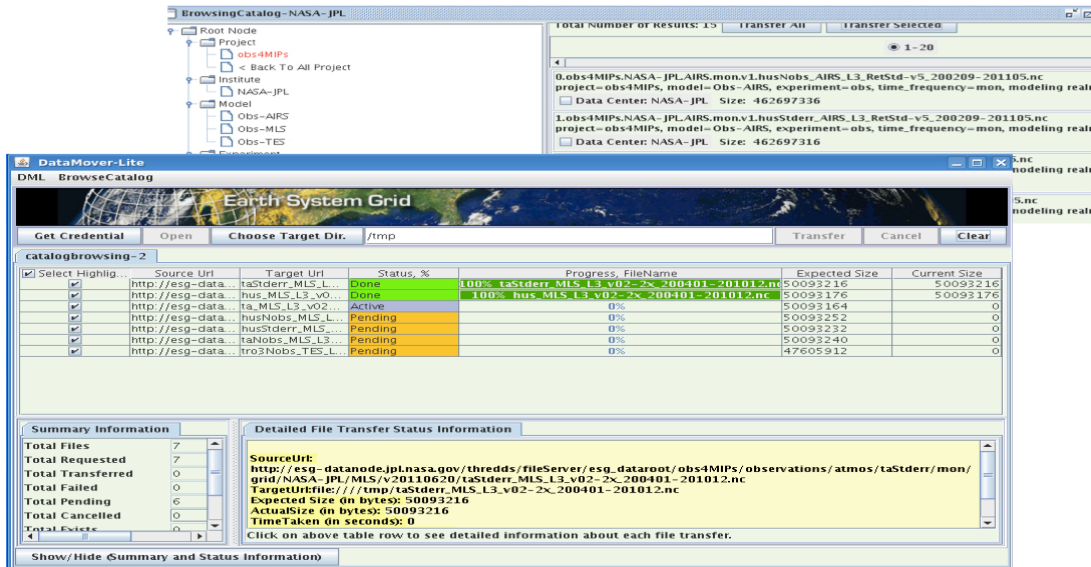 BrowsingCatalog-NASA-JPL
Root Node
Project
obs4MIPs
< Back To All Project
Institute
NASA-JPL
Model
Obs-AIRS
Obs-MLS
Obs-TES
Experiment
Total Number of Results: 15 Transfer All Transfer Selected
1-20
0.obs4MIPs.NASA-JPL.AIRS.mon.v1.husNobs_AIRS_L3_RetStd-v5_200209-201105.nc
project=obs4MIPs, model=Obs-AIRS, experiment=obs, time_frequency=mon, modeling realm
Data Center: NASA-JPL Size: 462697336
1.obs4MIPs.NASA-JPL.AIRS.mon.v1.husStderr_AIRS_L3_RetStd-v5_200209-201105.nc
project=obs4MIPs, model=Obs-AIRS, experiment=obs, time_frequency=mon, modeling realm
Data Center: NASA-JPL Size: 462697316
5.nc
modeling realm
5.nc
modeling realm
DataMover-Lite
DML BrowseCatalog
Earth System Grid
Get Credential Open Choose Target Dir. /tmp Transfer Cancel Clear
catalogbrowsing-2
Select Highlig... Source Url Target Url Status, % Progress, FileName Expected Size Current Size
http://esg-data... taStderr_MLS_L... Done 100% taStderr_MLS_L3_v02-2x_200401-201012.nc 50093216 50093216
http://esg-data... hus_MLS_L3_v0... Done 100% hus_MLS_L3_v02-2x_200401-201012.nc 50093176 50093176
http://esg-data... ta_MLS_L3_v02... Active 0% 50093164 0
http://esg-data... husNobs_MLS_L... Pending 0% 50093252 0
http://esg-data... husStderr_MLS_... Pending 0% 50093232 0
http://esg-data... taNobs_MLS_L3... Pending 0% 50093240 0
http://esg-data... tro3Nobs_TES_L... Pending 0% 47605912 0
Summary Information
Total Files 7
Total Requested 7
Total Transferred 0
Total Failed 0
Total Pending 6
Total Cancelled 0
Total Exists 0
Detailed File Transfer Status Information
SourceUrl:
http://esg-datanode.jpl.nasa.gov/thredds/fileServer/esg_dataroot/obs4MIPs/observations/atmos/taStderr/mon/
grid/NASA-JPL/MLS/v20110620/taStderr_MLS_L3_v02-2x_200401-201012.nc
TargetUrl:file:////tmp/taStderr_MLS_L3_v02-2x_200401-201012.nc
Expected Size (in bytes): 50093216
ActualSize (in bytes): 50093216
TimeTaken (in seconds): 0
Click on above table row to see detailed information about each file transfer.
Show/Hide (Summary and Status Information)